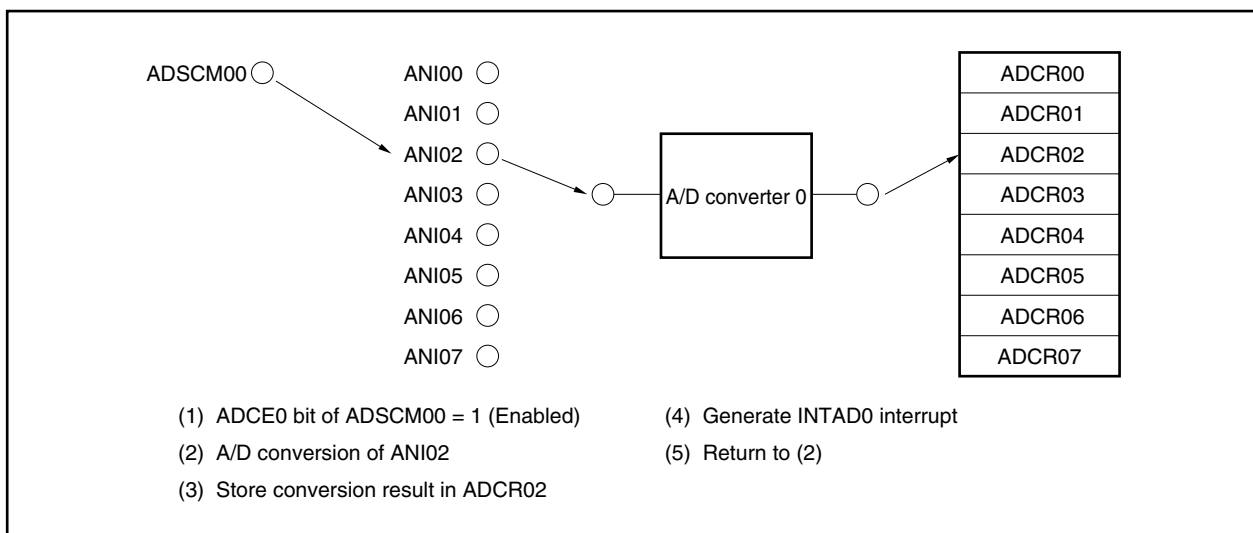 ADSCM00
ANI00
ANI01
ANI02
ANI03
ANI04
ANI05
ANI06
ANI07
A/D converter 0
ADCR00
ADCR01
ADCR02
ADCR03
ADCR04
ADCR05
ADCR06
ADCR07
(1) ADCE0 bit of ADSCM00 = 1 (Enabled)
(2) A/D conversion of ANI02
(3) Store conversion result in ADCR02
(4) Generate INTAD0 interrupt
(5) Return to (2)